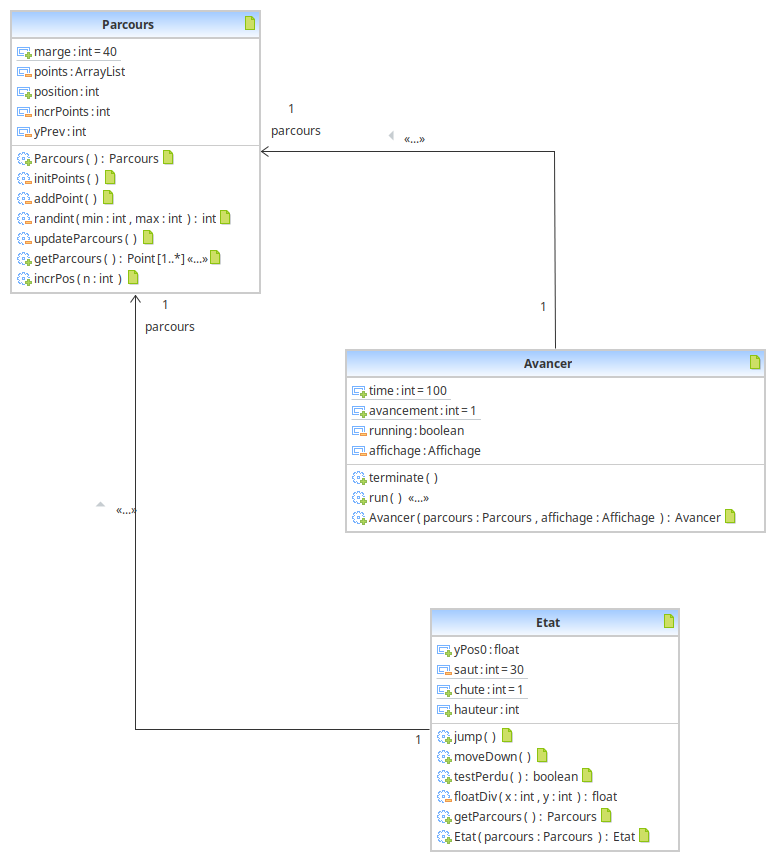 Parcours
marge : int = 40
points : ArrayList
position : int
incrPoints : int
yPrev : int
Parcours ( ) : Parcours
initPoints ( )
addPoint ( )
randint ( min : int , max : int ) : int
updateParcours ( )
getParcours ( ) : Point [1..*] «...»
incrPos ( n : int )
1
parcours
«...»
1
1
parcours
Avancer
time : int = 100
avancement : int = 1
running : boolean
affichage : Affichage
terminate ( )
run ( ) «...»
Avancer ( parcours : Parcours , affichage : Affichage ) : Avancer
«...»
Etat
yPos0 : float
saut : int = 30
chute : int = 1
hauteur : int
1
jump ( )
moveDown ( )
testPerdu ( ) : boolean
floatDiv ( x : int , y : int ) : float
getParcours ( ) : Parcours
Etat ( parcours : Parcours ) : Etat